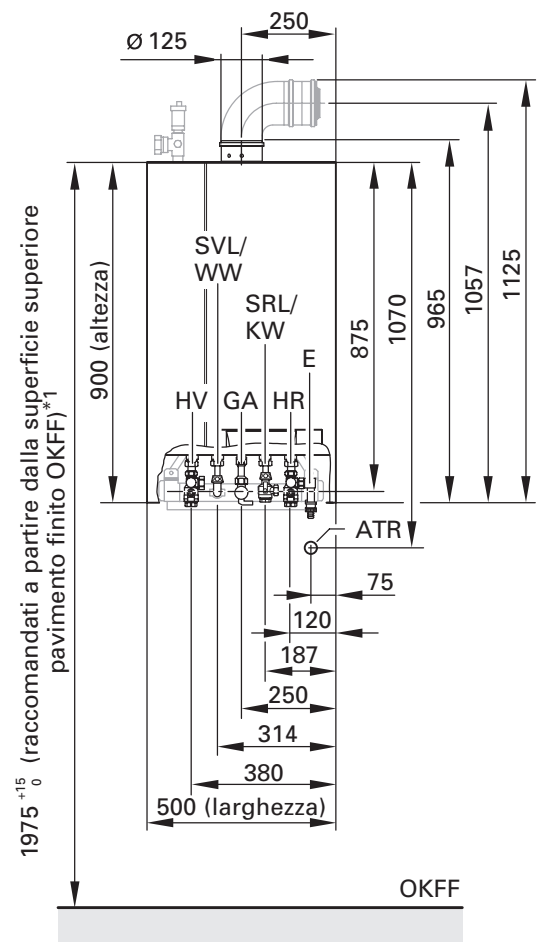 250
Ø 125
SVL/
WW
SRL/
KW
E
HV
GA
HR
900 (altezza)
875
1070
965
1057
1125
ATR
75
120
187
250
314
380
500 (larghezza)
1975 +15 0 (raccomandati a partire dalla superficie superiore
pavimento finito OKFF)*1
OKFF